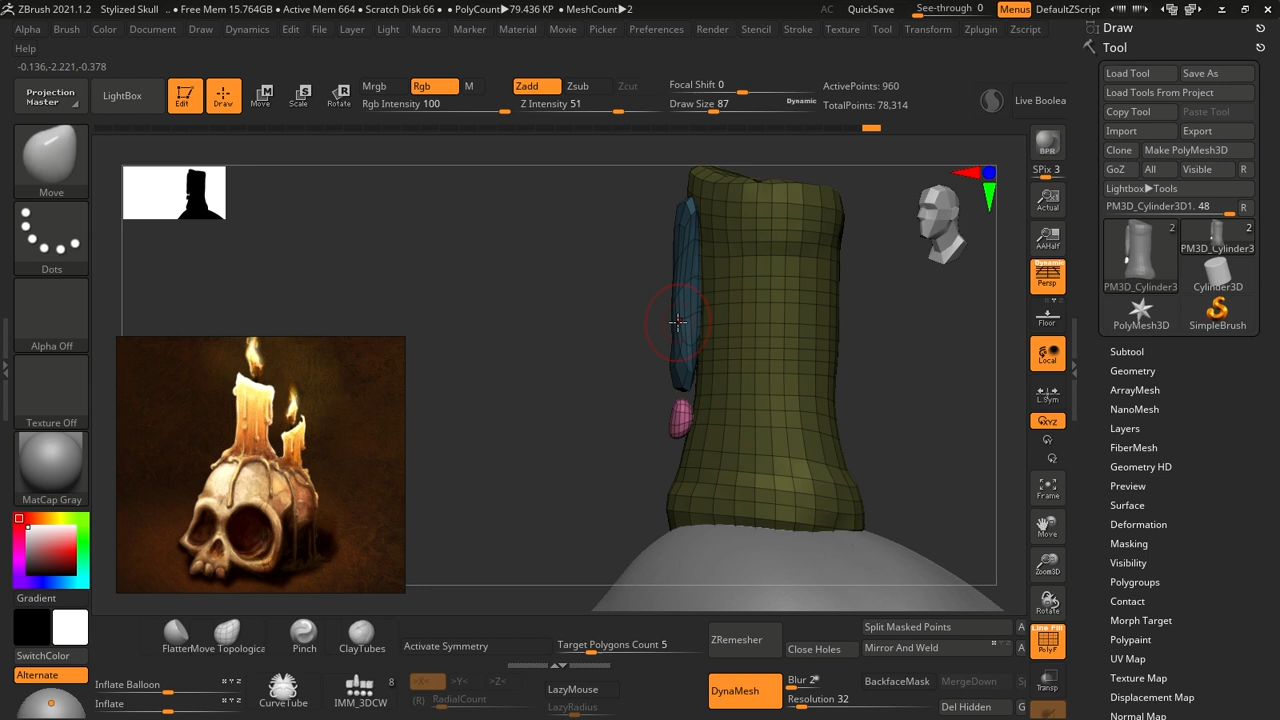 ZBrush 2021.1.2 Stylized Skull .. • Free Mem 15.764GB • Active Mem 664 • Scratch Disk 66 • PolyCount▶79.436 KP • MeshCount▶2 AC QuickSave See-through 0 Menus DefaultZScript
Alpha Brush Color Document Draw Dynamics Edit File Layer Light Macro Marker Material Movie Picker Preferences Render Stencil Stroke Texture Tool Transform Zplugin Zscript
Help
-0.136,-2.221,-0.378
Projection Master
LightBox
Edit Draw Move Scale Rotate
Mrgb Rgb M
Rgb Intensity 100
Zadd Zsub Zcut
Z Intensity 51
Focal Shift 0
Draw Size 87 Dynamic
ActivePoints: 960
TotalPoints: 78,314
Live Boolea
Move
Dots
Alpha Off
Texture Off
MatCap Gray
Gradient
SwitchColor
Alternate
BPR
SPix 3
Actual
AAHalf
Dynamic
Persp
Floor
Local
L.Sym
XYZ
Frame
Move
Zoom3D
Rotate
Line Fill
PolyF
Transp
Draw
Tool
Load Tool Save As
Load Tools From Project
Copy Tool Paste Tool
Import Export
Clone Make PolyMesh3D
GoZ All Visible R
Lightbox▶Tools
PM3D_Cylinder3D1. 48 R
2 2
PM3D_Cylinder3
PM3D_Cylinder3 Cylinder3D
PolyMesh3D SimpleBrush
Subtool
Geometry
ArrayMesh
NanoMesh
Layers
FiberMesh
Geometry HD
Preview
Surface
Deformation
Masking
Visibility
Polygroups
Contact
Morph Target
Polypaint
UV Map
Texture Map
Displacement Map
Normal Map
Flatter Move Topologica Pinch ClayTubes
Activate Symmetry
Target Polygons Count 5
ZRemesher
Close Holes
Split Masked Points A
Mirror And Weld A
Inflate Balloon
Inflate
CurveTube
8
IMM_3DCW
>X< >Y< >Z<
(R) RadialCount
LazyMouse
LazyRadius
DynaMesh
Blur 2
Resolution 32
BackfaceMask MergeDown
Del Hidden G